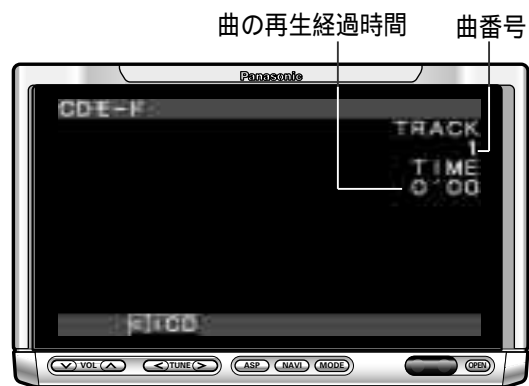 曲の再生経過時間 曲番号
Panasonic
CDモード
TRACK
1
TIME
0'00
CD
VOL TUNE ASP NAVI MODE OPEN